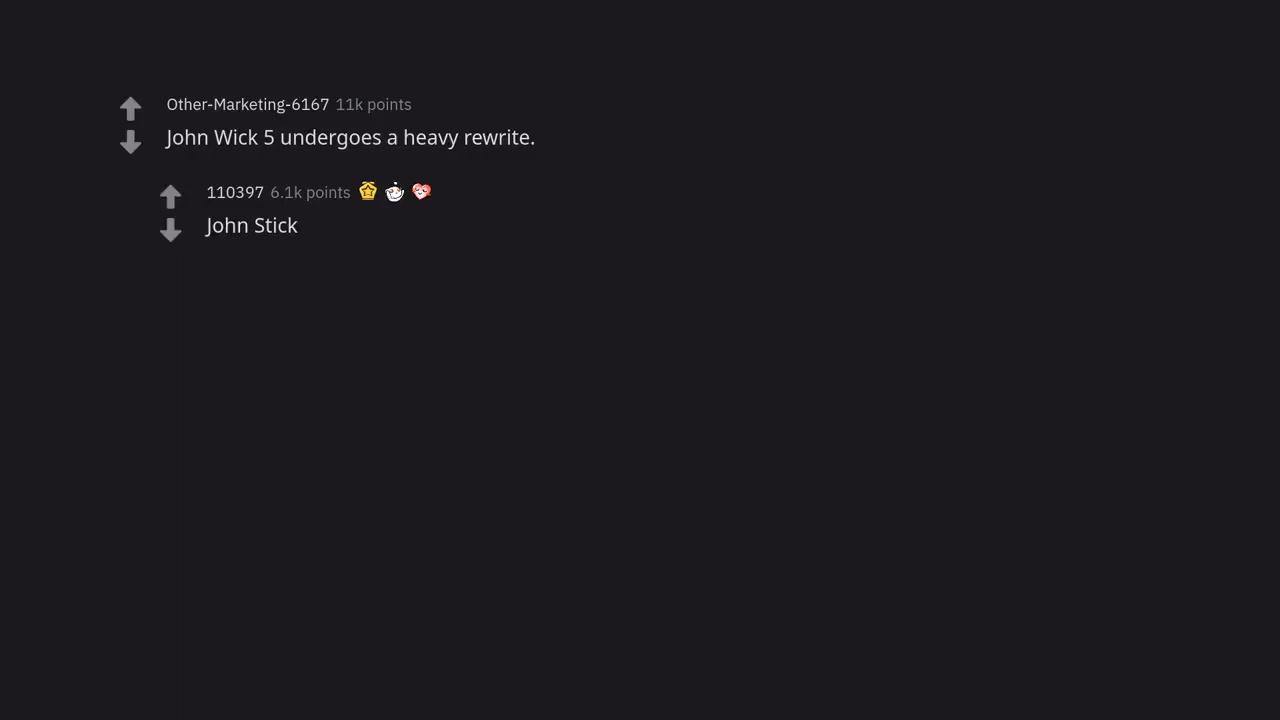 Other-Marketing-6167 11k points
John Wick 5 undergoes a heavy rewrite.
110397 6.1k points
John Stick